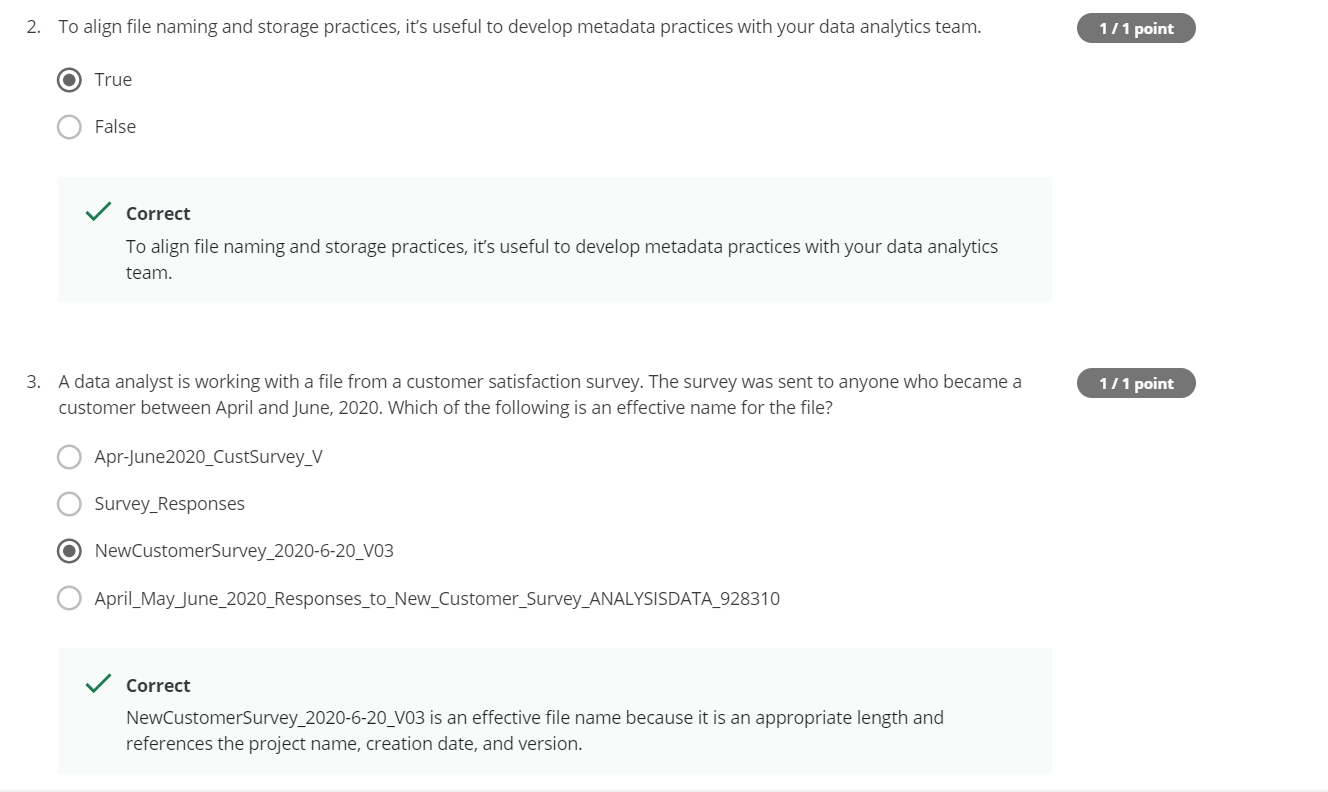 2. To align file naming and storage practices, it's useful to develop metadata practices with your data analytics team.
1 / 1 point
True
False
Correct
To align file naming and storage practices, it's useful to develop metadata practices with your data analytics
team.
3. A data analyst is working with a file from a customer satisfaction survey. The survey was sent to anyone who became a
1 / 1 point
customer between April and June, 2020. Which of the following is an effective name for the file?
Apr-June2020_CustSurvey_V
Survey_Responses
NewCustomerSurvey_2020-6-20_V03
April_May_June_2020_Responses_to_New_Customer_Survey_ANALYSISDATA_928310
Correct
NewCustomerSurvey_2020-6-20_V03 is an effective file name because it is an appropriate length and
references the project name, creation date, and version.